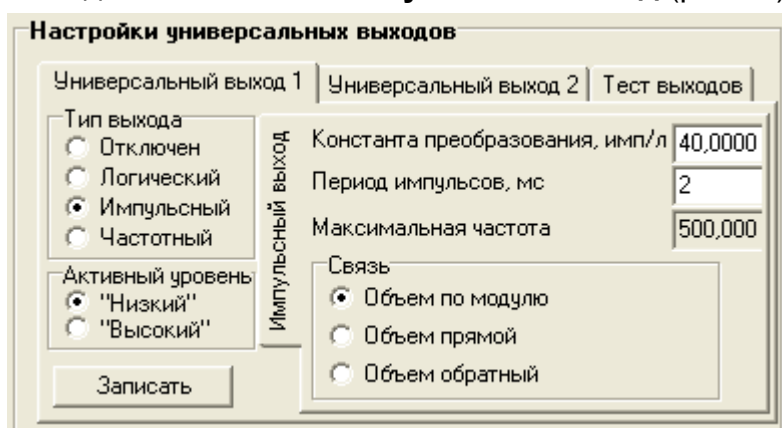 Настройки универсальных выходов
Универсальный выход 1
Универсальный выход 2
Тест выходов
Тип выхода
Отключен
Логический
Импульсный
Частотный
Активный уровень
"Низкий"
"Высокий"
Записать
Импульсный выход
Константа преобразования, имп/л 40,0000
Период импульсов, мс 2
Максимальная частота 500,000
Связь
Объем по модулю
Объем прямой
Объем обратный